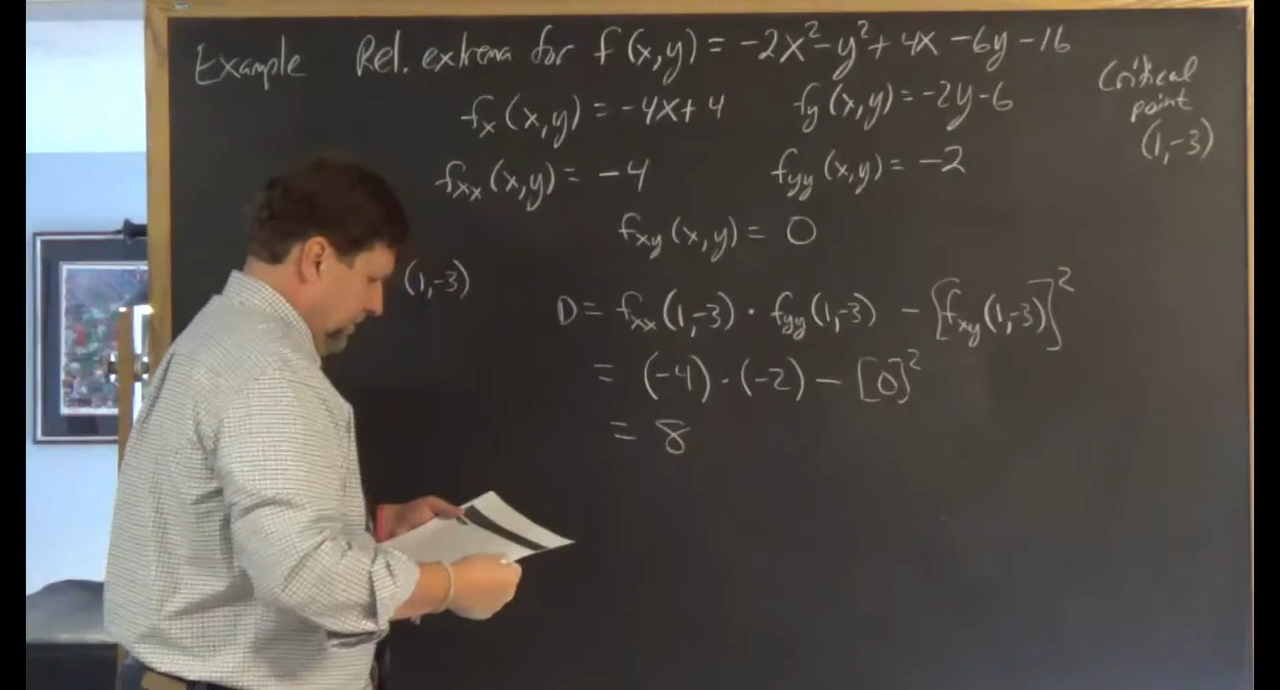 Example Rel. extrema for f(x,y) = -2x²-y²+4x-6y-16
Critical
point
(1,-3)
fx(x,y) = -4x+4 fy(x,y) = -2y-6
fxx(x,y) = -4 fyy(x,y) = -2
fxy(x,y) = 0
(1,-3)
D = fxx(1,-3) · fyy(1,-3) - [fxy(1,-3)]²
= (-4)·(-2) - [0]²
= 8